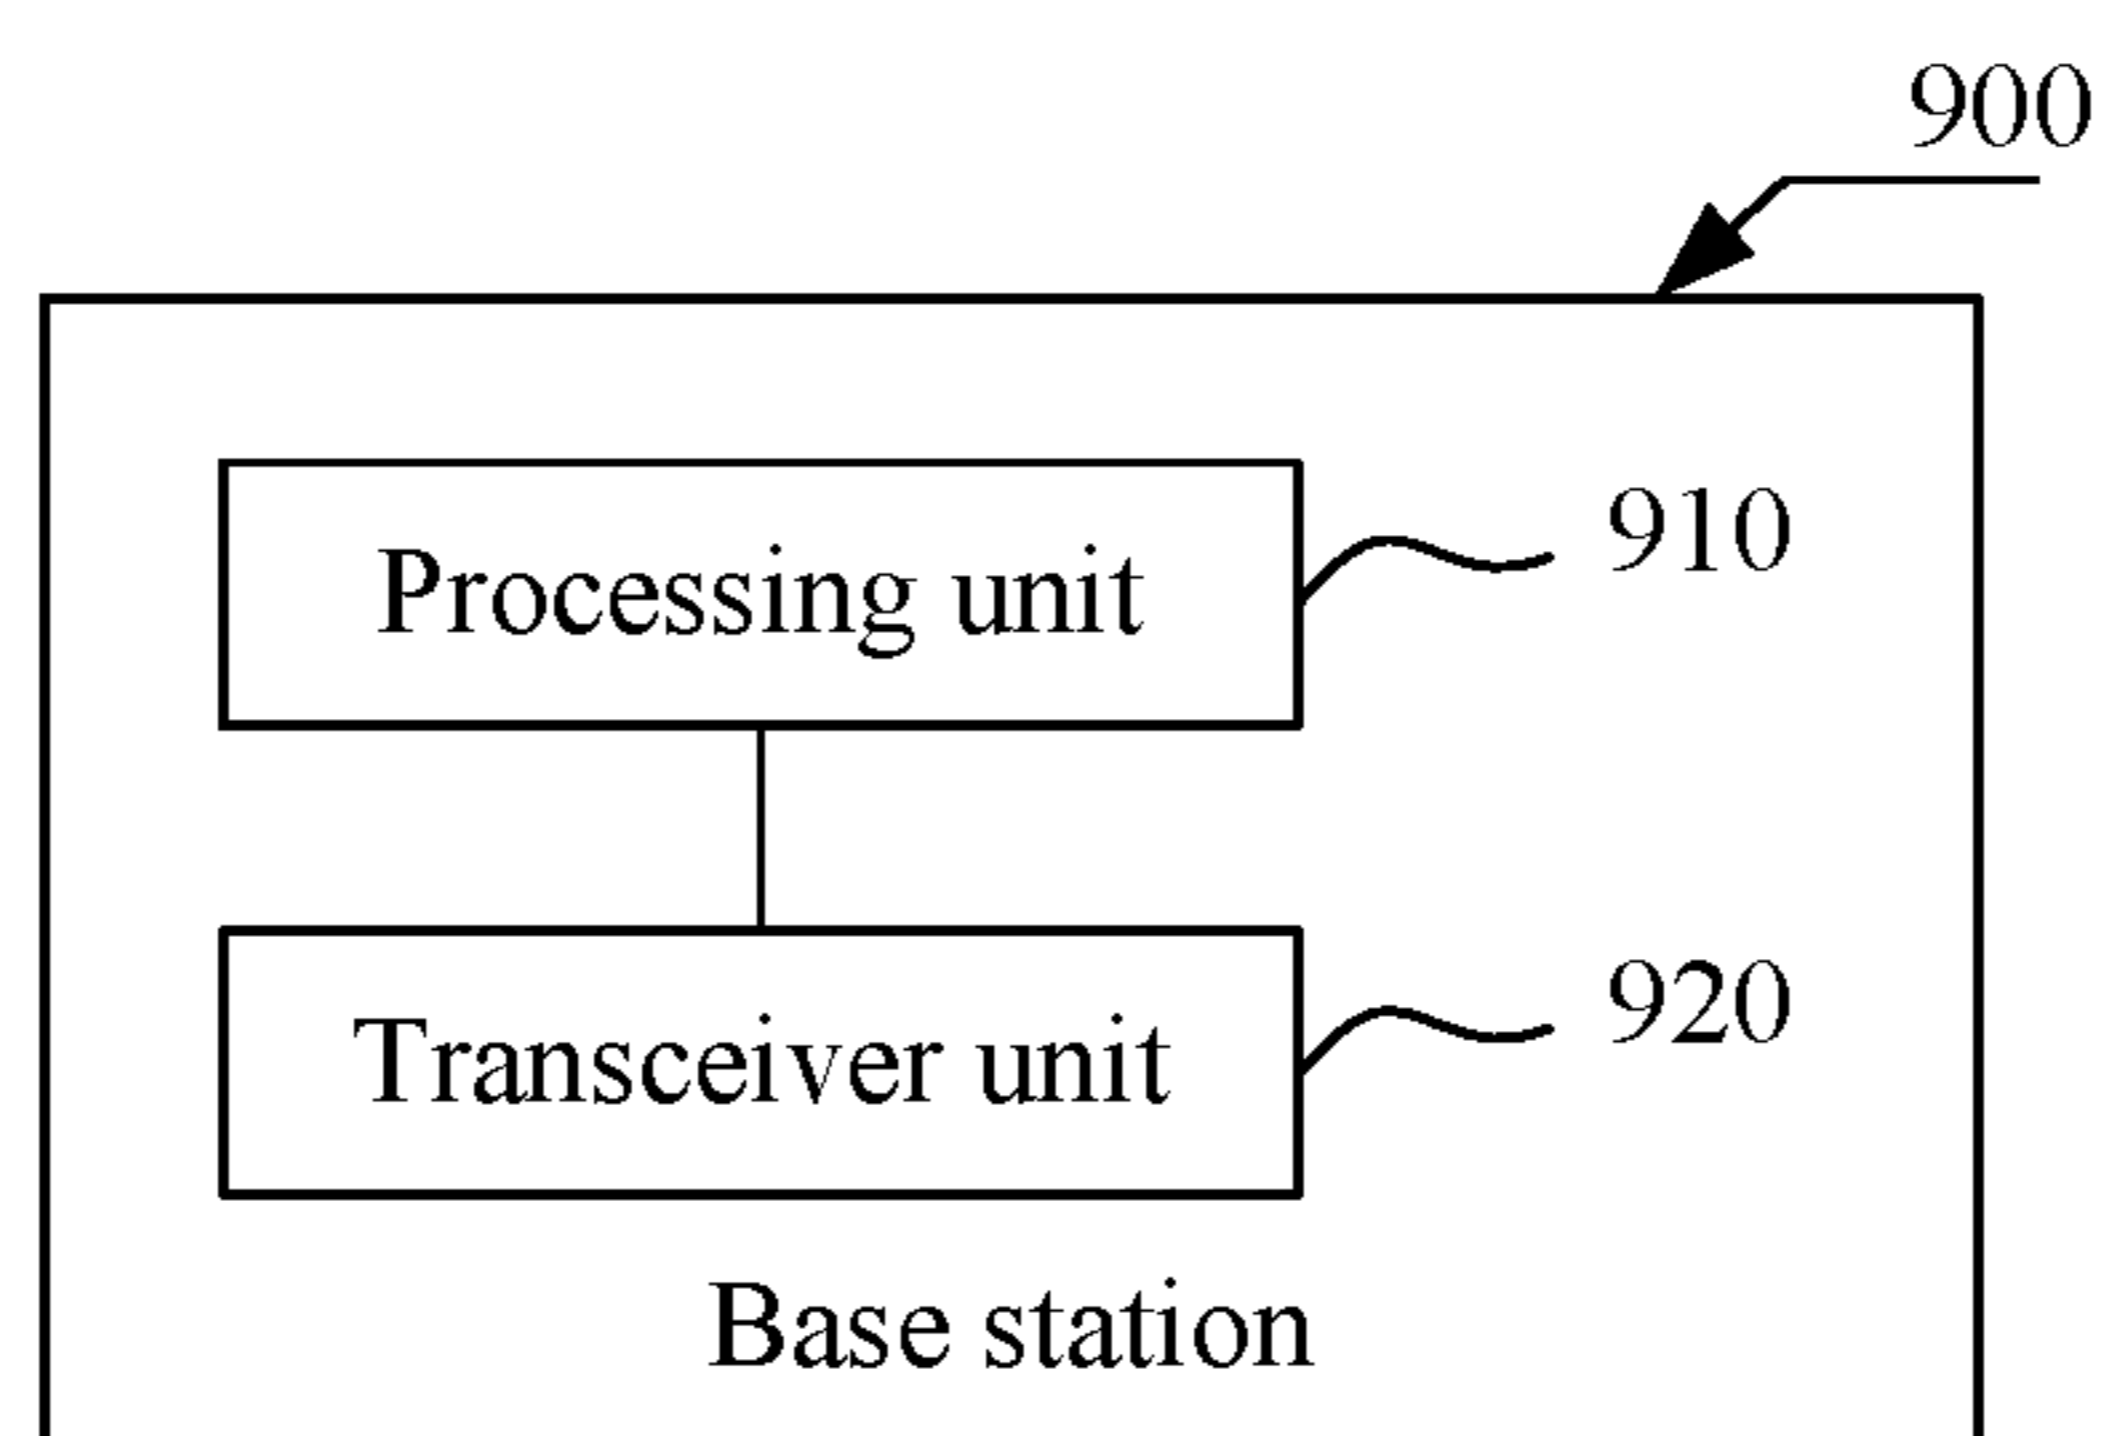 900
Processing unit
910
Transceiver unit
920
Base station